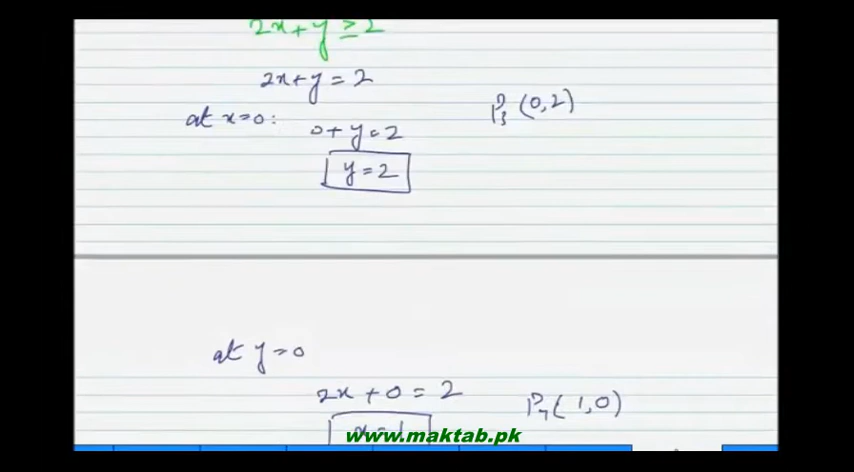 2x+y ≥ 2
2x+y = 2
at x=0: 0+y=2 P3 (0,2)
y=2
at y=0
2x+0=2 P4(1,0)
x=1
www.maktab.pk